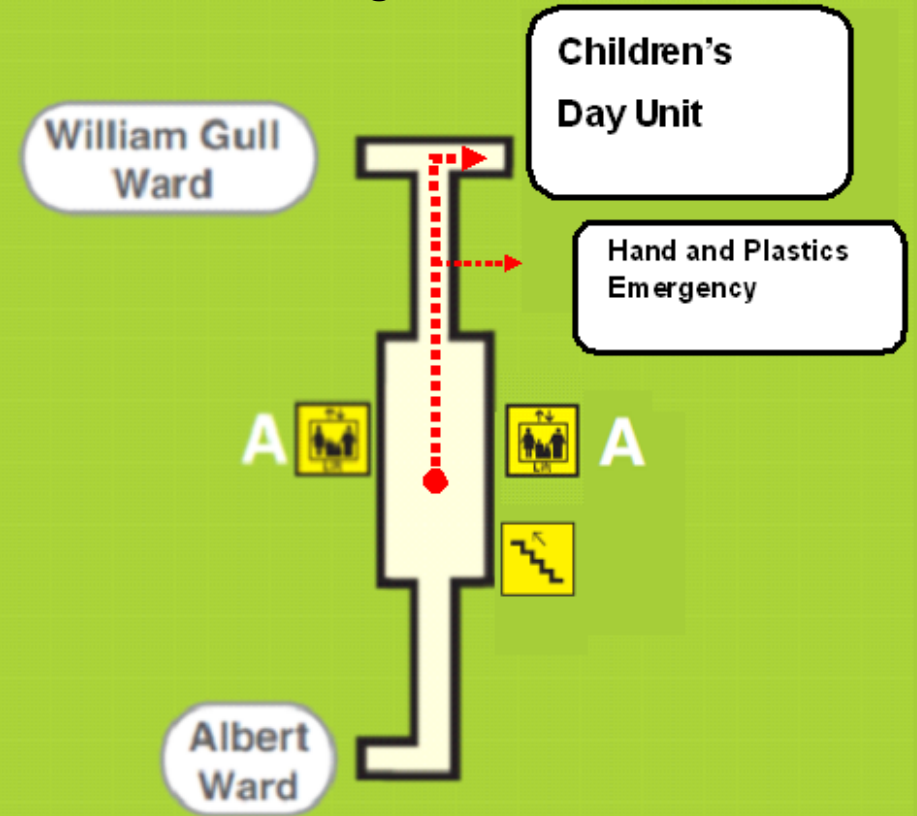 Children's
Day Unit
William Gull
Ward
Hand and Plastics
Emergency
A
A
Albert
Ward